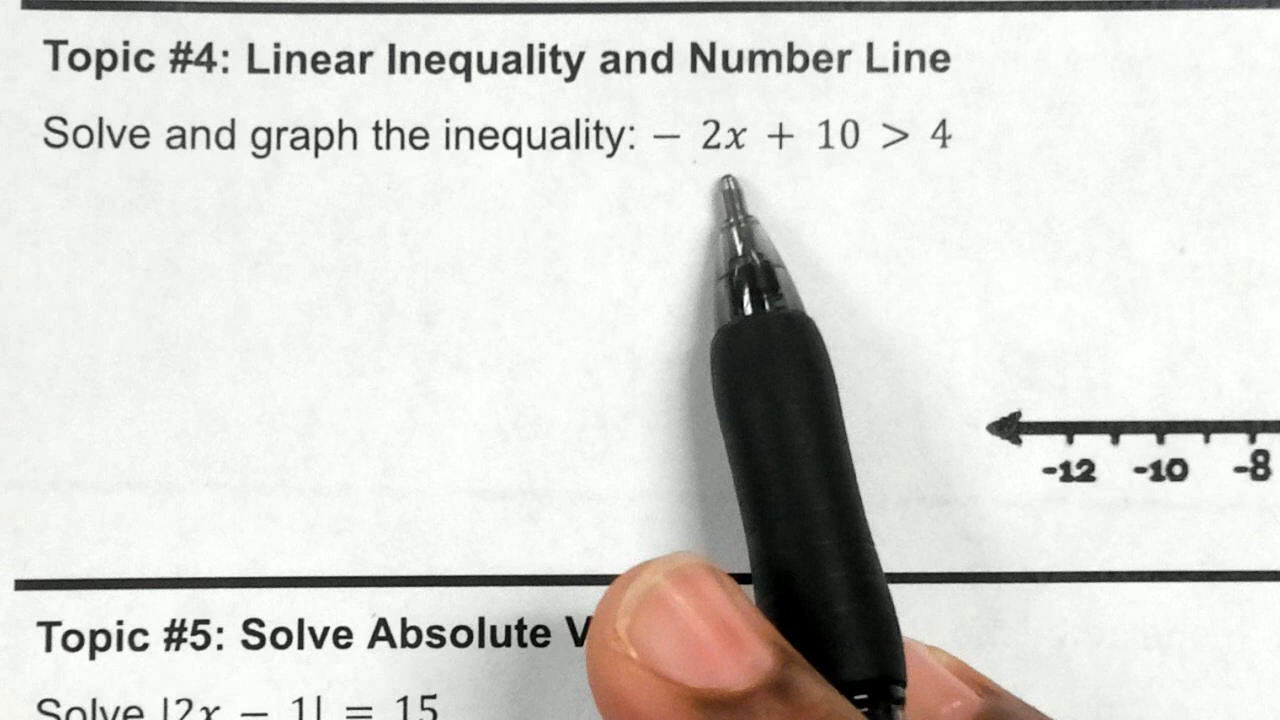 Topic #4: Linear Inequality and Number Line
Solve and graph the inequality: − 2x + 10 > 4
-12 -10 -8
Topic #5: Solve Absolute
Solve |2x − 1| = 15